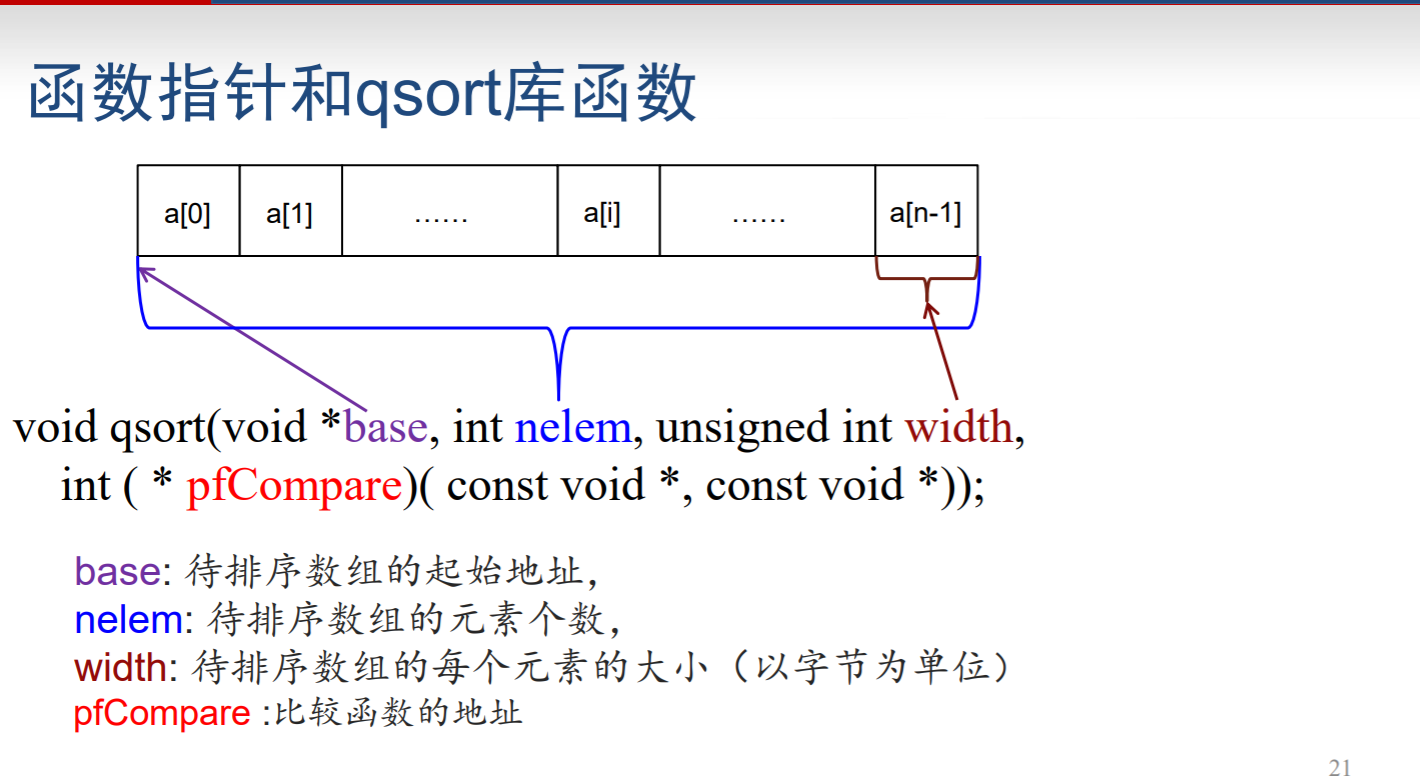 函数指针和qsort库函数
a[0] a[1] …… a[i] …… a[n-1]
void qsort(void *base, int nelem, unsigned int width,
int ( * pfCompare)( const void *, const void *));
base: 待排序数组的起始地址，
nelem: 待排序数组的元素个数，
width: 待排序数组的每个元素的大小（以字节为单位）
pfCompare :比较函数的地址
21